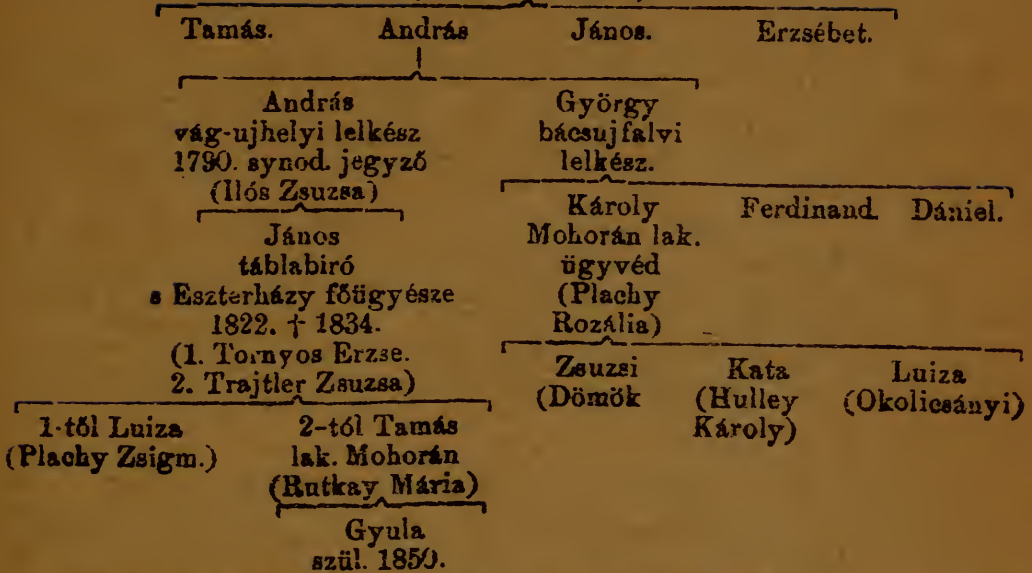 Tamás. András János. Erzsébet.
András György
vág-ujhelyi lelkész bácsujfalvi
1790. synod. jegyző lelkész.
(Ilós Zsuzsa)
Károly Ferdinand. Dániel.
János Mohorán lak.
táblabiró ügyvéd
s Eszterházy főügyésze (Plachy
1822. † 1834. Rozália)
(1. Tornyos Erzse.
2. Trajtler Zsuzsa) Zsuzsi Kata Luiza
(Dömök (Hulley (Okolicsányi)
Károly)
1-től Luiza 2-tól Tamás
(Plachy Zsigm.) lak. Mohorán
(Rutkay Mária)
Gyula
szül. 1850.